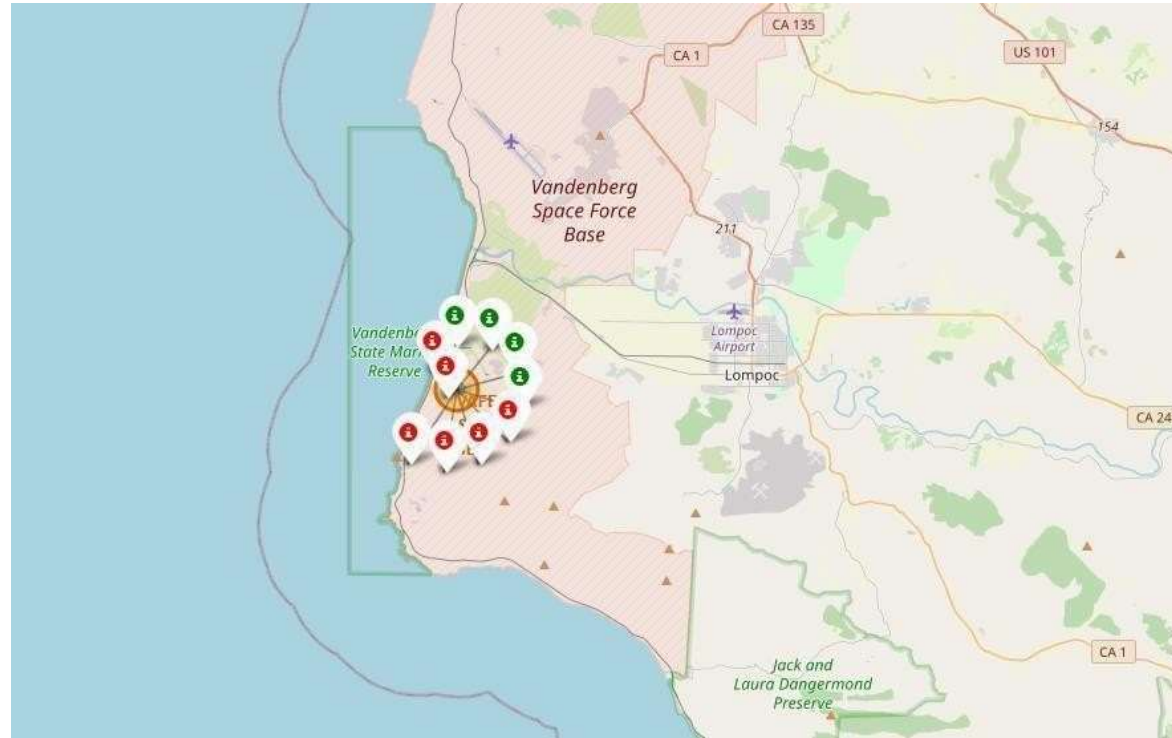 CA 135
CA 1
US 101
154
Vandenberg
Space Force
Base
211
State Mar
Reserve
Lompoc
Airport
Lompoc
CA 24
CA 1
Jack and
Laura Dangermond
Preserve